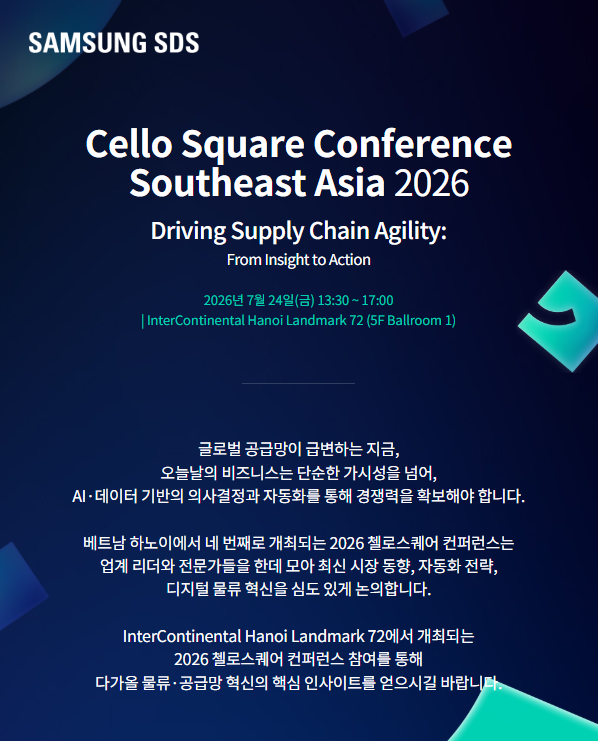 SAMSUNG SDS
Cello Square Conference
Southeast Asia 2026
Driving Supply Chain Agility:
From Insight to Action
2026년 7월 24일(금) 13:30 ~ 17:00
| InterContinental Hanoi Landmark 72 (5F Ballroom 1)
글로벌 공급망이 급변하는 지금,
오늘날의 비즈니스는 단순한 가시성을 넘어,
AI·데이터 기반의 의사결정과 자동화를 통해 경쟁력을 확보해야 합니다.
베트남 하노이에서 네 번째로 개최되는 2026 첼로스퀘어 컨퍼런스는
업계 리더와 전문가들을 한데 모아 최신 시장 동향, 자동화 전략,
디지털 물류 혁신을 심도 있게 논의합니다.
InterContinental Hanoi Landmark 72에서 개최되는
2026 첼로스퀘어 컨퍼런스 참여를 통해
다가올 물류·공급망 혁신의 핵심 인사이트를 얻으시길 바랍니다.